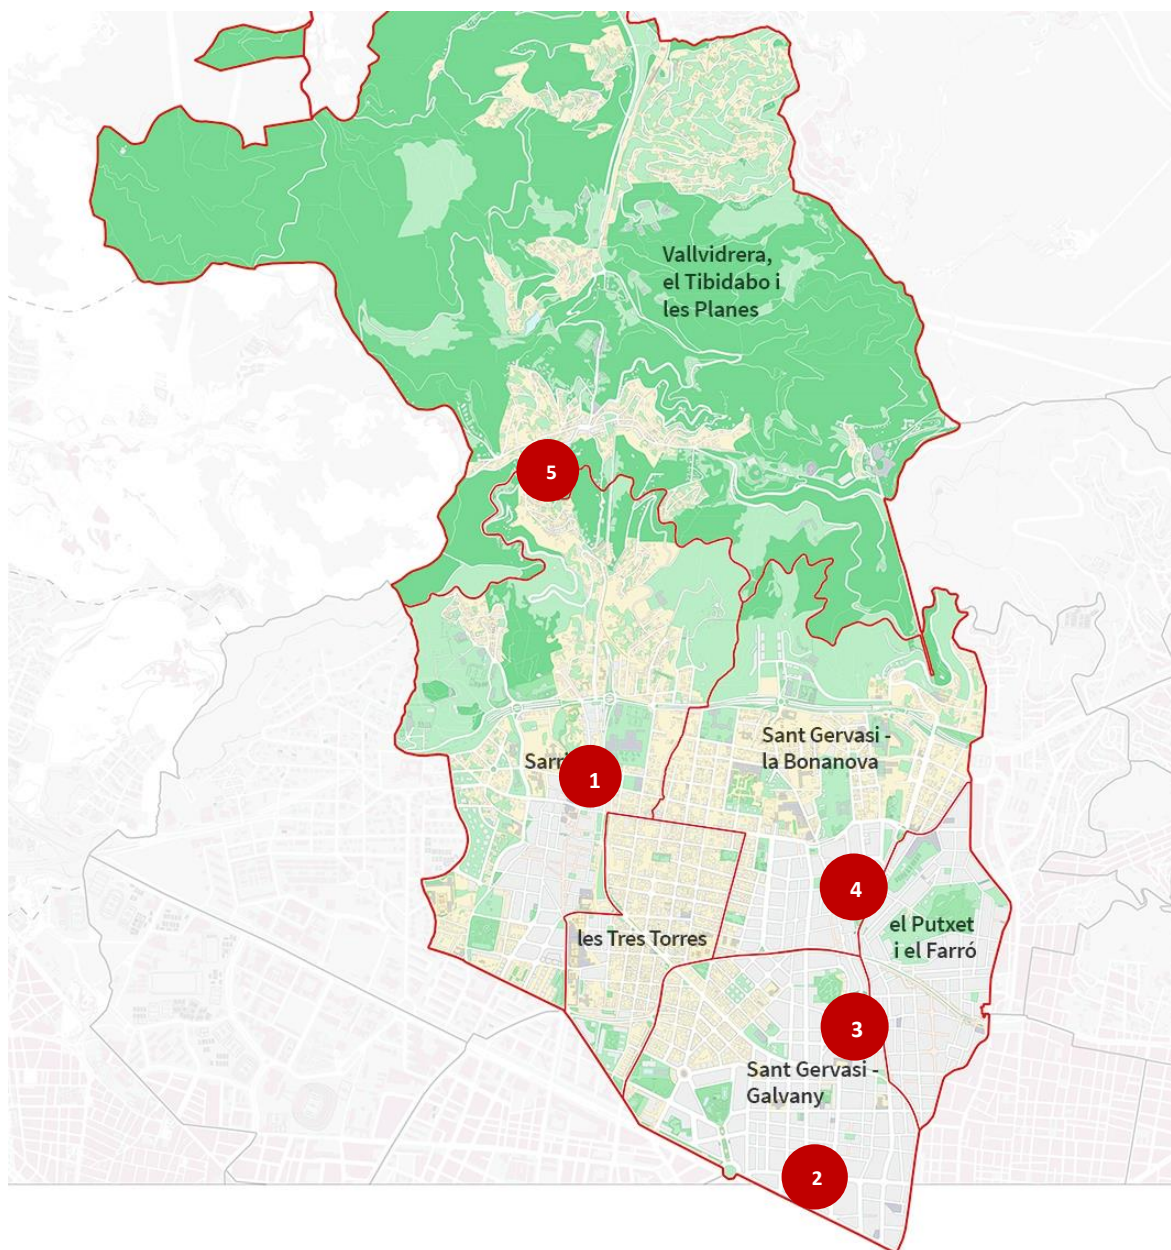 Vallvidrera,
el Tibidabo i
les Planes
5
Sant Gervasi -
la Bonanova
Sarri
1
4
el Putxet
i el Farró
les Tres Torres
3
Sant Gervasi -
Galvany
2